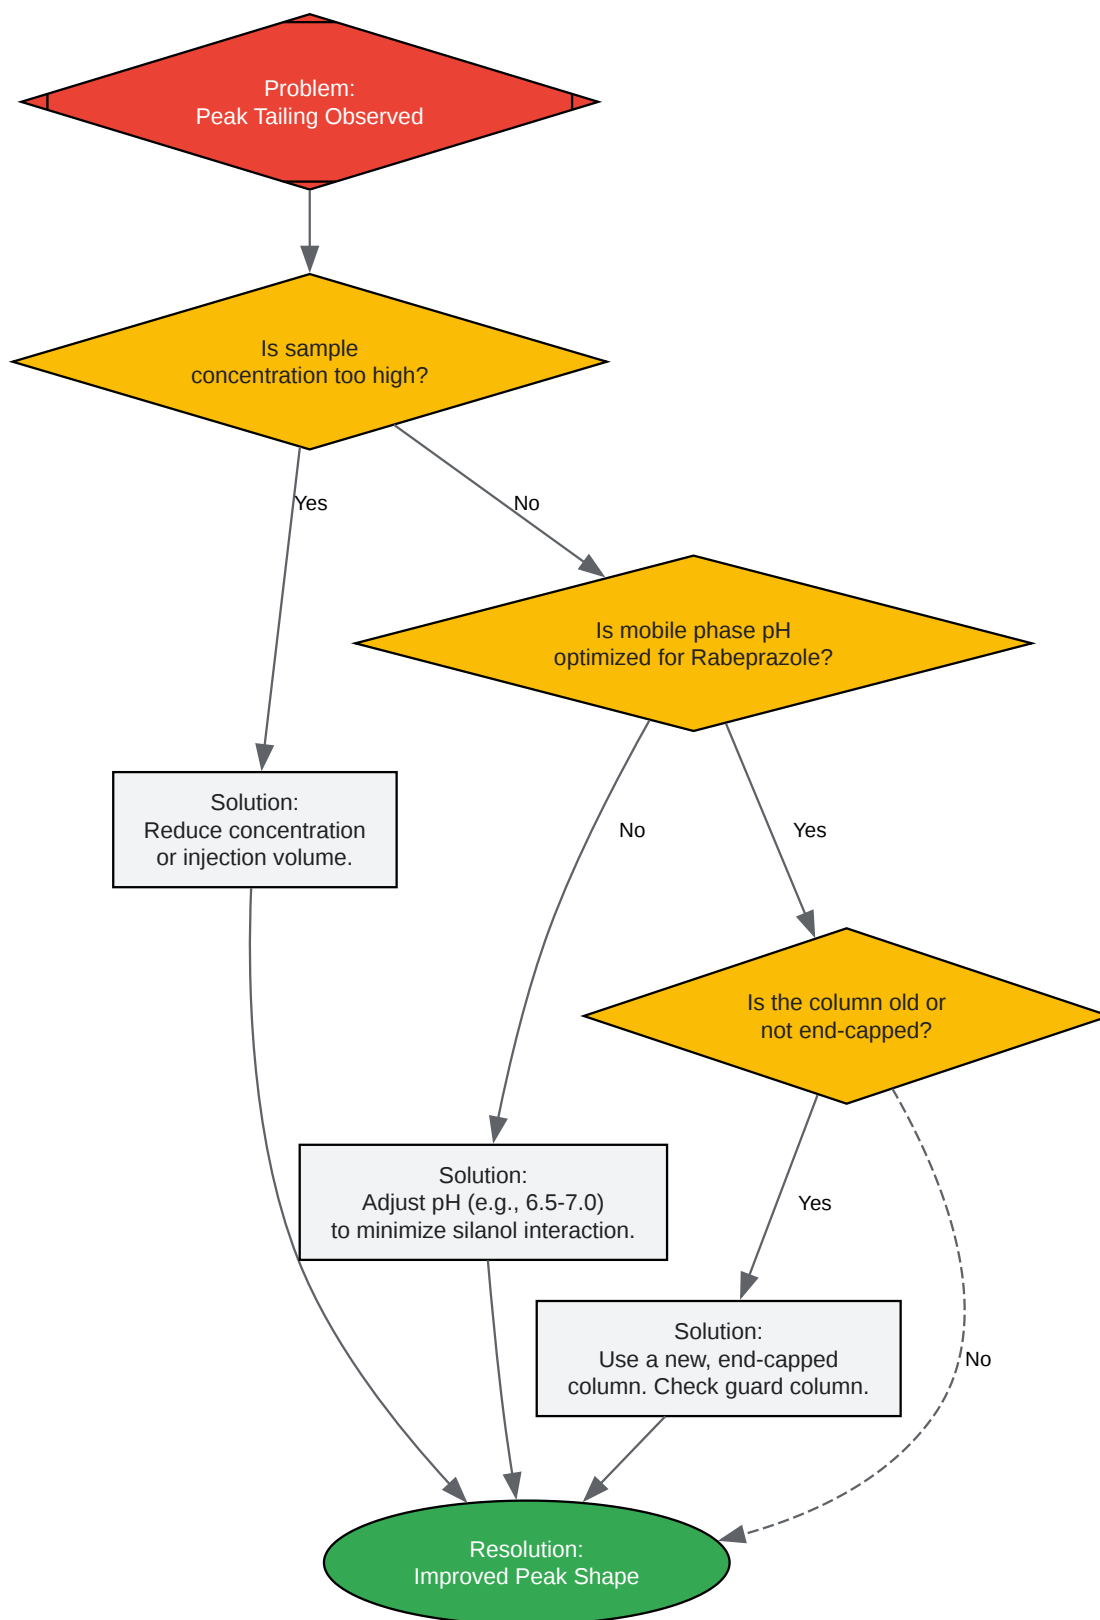 Problem:
Peak Tailing Observed
Is sample
concentration too high?
Yes
No
Is mobile phase pH
optimized for Rabeprazole?
Solution:
Reduce concentration
or injection volume.
No
Yes
Is the column old or
not end-capped?
Solution:
Adjust pH (e.g., 6.5-7.0)
to minimize silanol interaction.
Yes
Solution:
Use a new, end-capped
column. Check guard column.
No
Resolution:
Improved Peak Shape